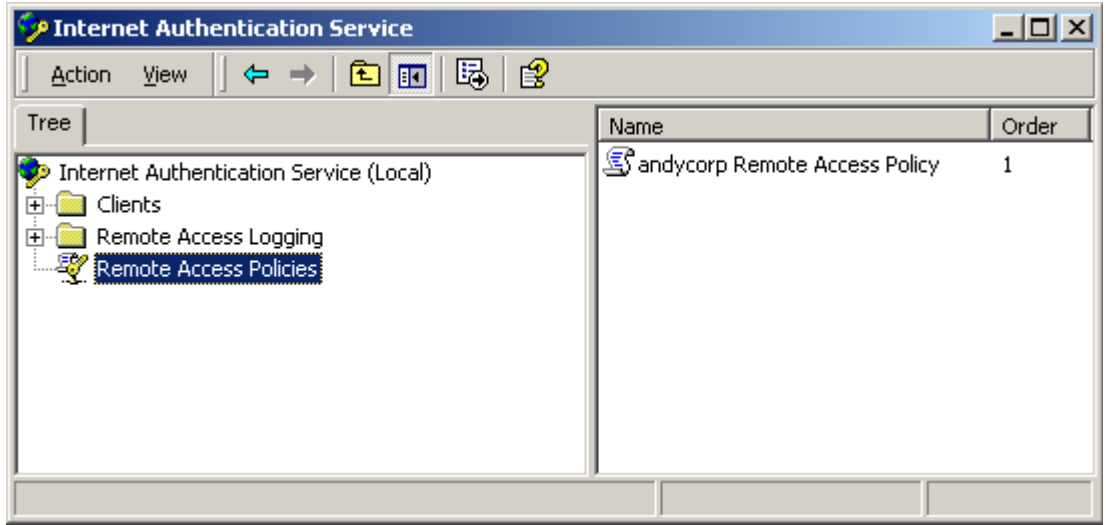 Internet Authentication Service
Action View
Tree
Name Order
Internet Authentication Service (Local)
andycorp Remote Access Policy 1
Clients
Remote Access Logging
Remote Access Policies